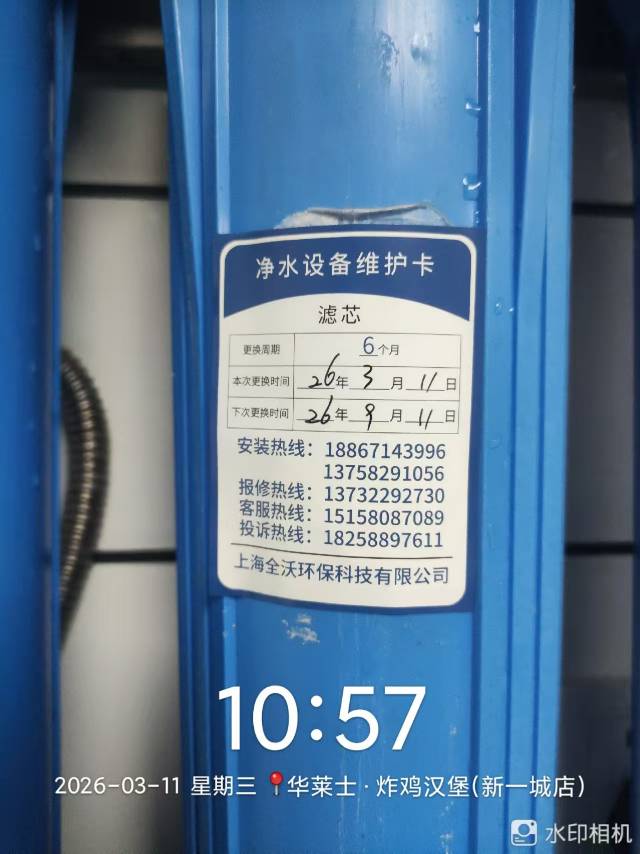 净水设备维护卡
滤芯
更换周期 6个月
本次更换时间 26年 3月 11日
下次更换时间 26年 9月 11日
安装热线：18867143996
13758291056
报修热线：13732292730
客服热线：15158087089
投诉热线：18258897611
上海全沃环保科技有限公司
10:57
2026-03-11 星期三 📍华莱士·炸鸡汉堡(新一城店)
水印相机